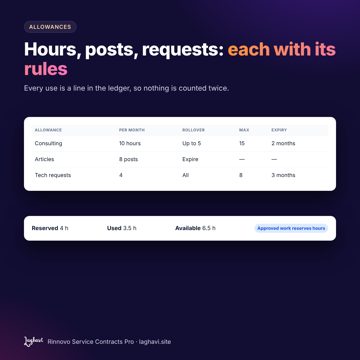 ALLOWANCES
Hours, posts, requests: each with its
rules
Every use is a line in the ledger, so nothing is counted twice.
ALLOWANCE PER MONTH ROLLOVER MAX EXPIRY
Consulting 10 hours Up to 5 15 2 months
Articles 8 posts Expire — —
Tech requests 4 All 8 3 months
Reserved 4 h Used 3.5 h Available 6.5 h Approved work reserves hours
laghavi Rinnovo Service Contracts Pro · laghavi.site